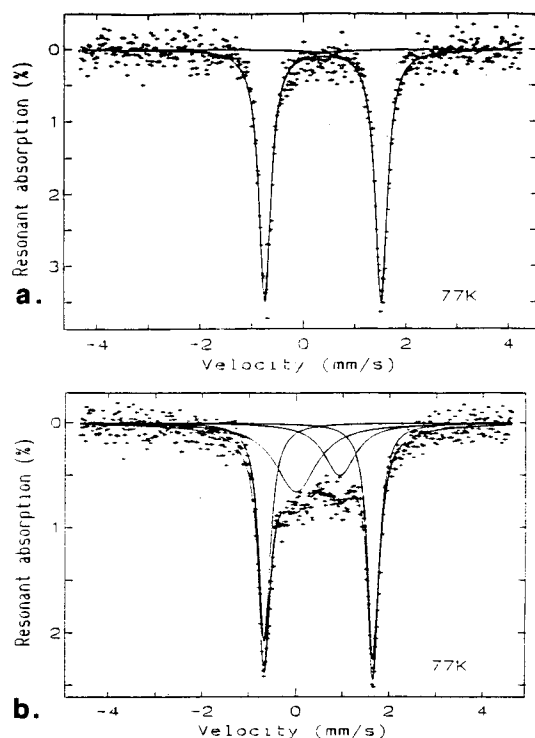 0
1
2
3
Resonant absorption (%)
a.
77K
-4
-2
0
2
4
Velocity (mm/s)
0
1
2
Resonant absorption (%)
b.
77K
-4
-2
0
2
4
Velocity (mm/s)